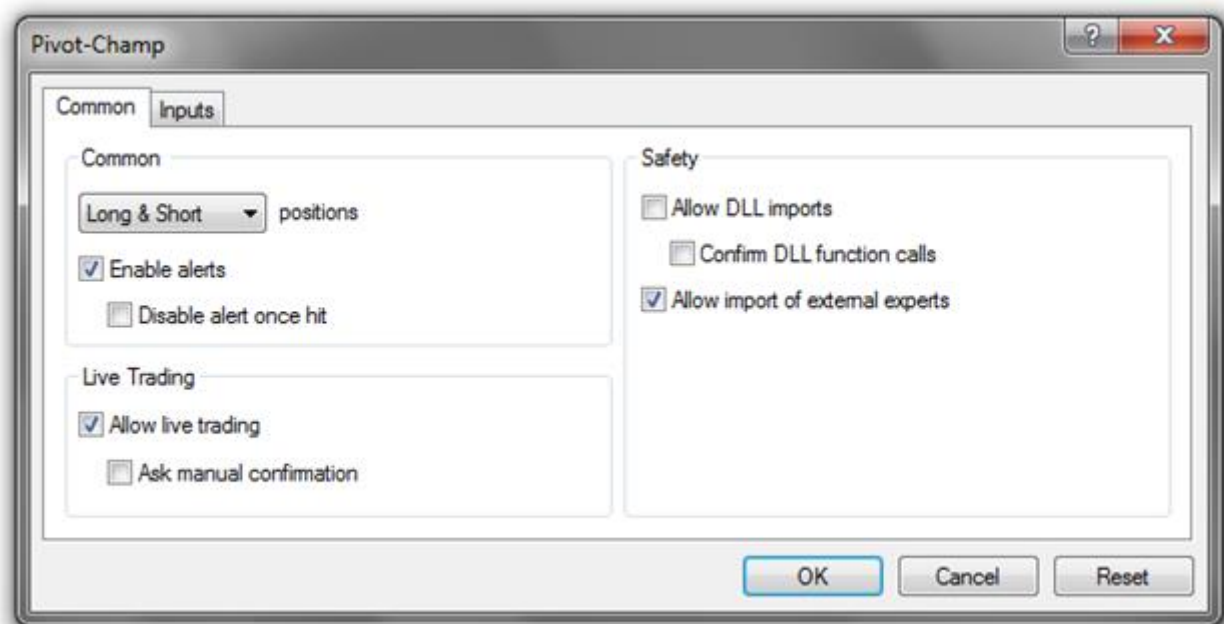 Pivot-Champ
?
X
Common
Inputs
Common
Long & Short
positions
Enable alerts
Disable alert once hit
Live Trading
Allow live trading
Ask manual confirmation
Safety
Allow DLL imports
Confirm DLL function calls
Allow import of external experts
OK
Cancel
Reset